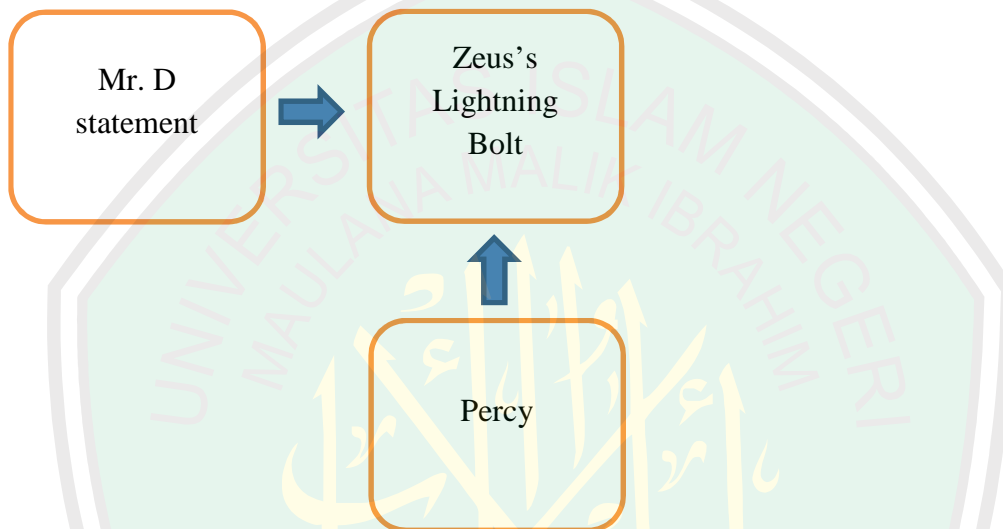 Mr. D
statement
Zeus’s
Lightning
Bolt
Percy
UNIVERSITAS ISLAM NEGERI
MAULANA MALIK IBRAHIM